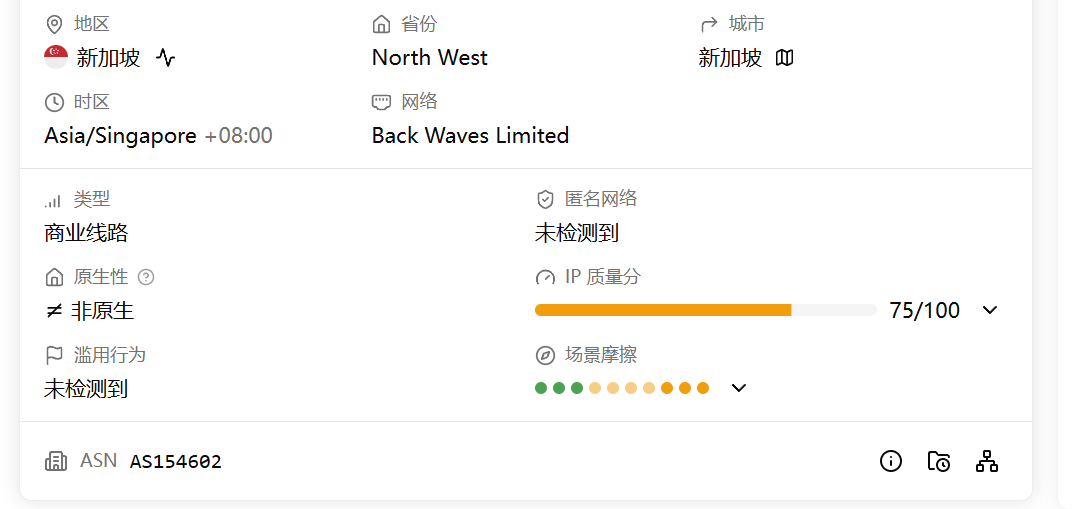 地区 省份 城市
新加坡 North West 新加坡
时区 网络
Asia/Singapore +08:00 Back Waves Limited
类型 匿名网络
商业线路 未检测到
原生性 IP 质量分
非原生 75/100
滥用行为 场景摩擦
未检测到
ASN AS154602